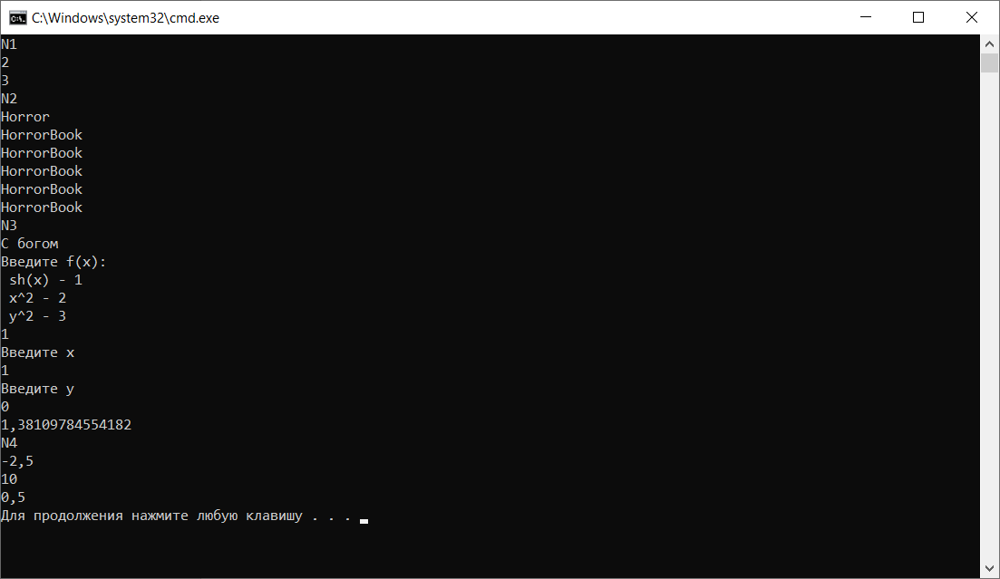 C:\Windows\system32\cmd.exe
N1
2
3
N2
Horror
HorrorBook
HorrorBook
HorrorBook
HorrorBook
HorrorBook
N3
С богом
Введите f(x):
sh(x) - 1
x^2 - 2
y^2 - 3
1
Введите x
1
Введите y
0
1,38109784554182
N4
-2,5
10
0,5
Для продолжения нажмите любую клавишу . . .